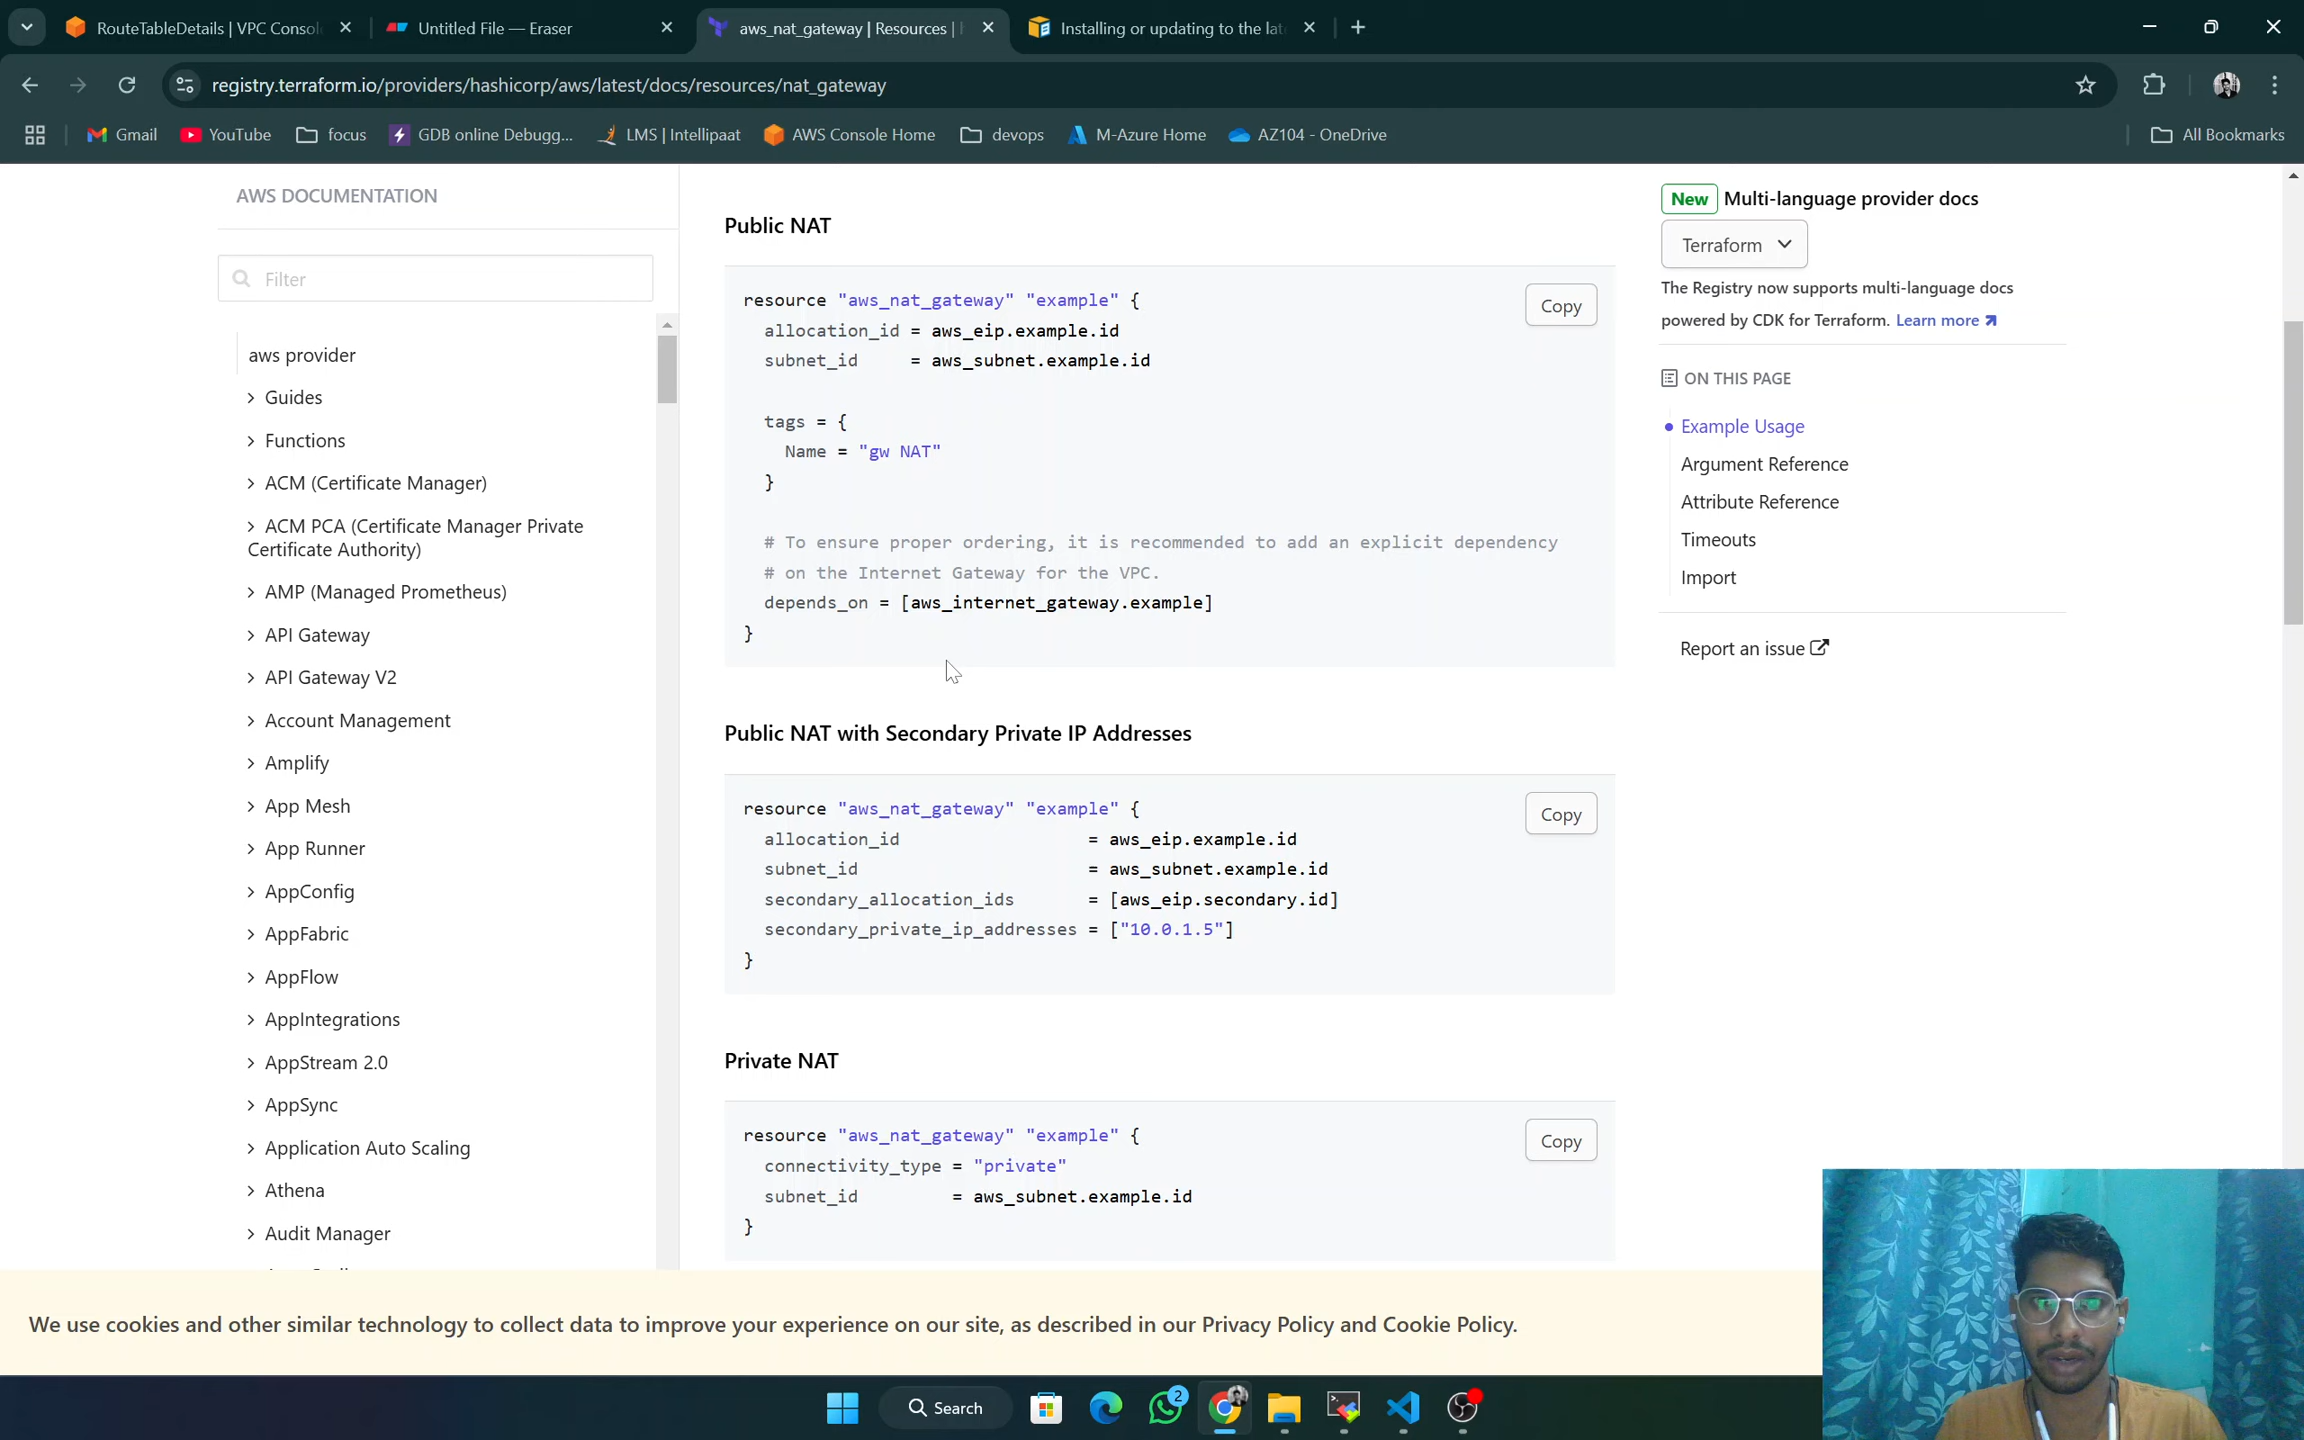 RouteTableDetails | VPC Consol
Untitled File — Eraser
aws_nat_gateway | Resources |
Installing or updating to the lat
registry.terraform.io/providers/hashicorp/aws/latest/docs/resources/nat_gateway
Gmail
YouTube
focus
GDB online Debugg...
LMS | Intellipaat
AWS Console Home
devops
M-Azure Home
AZ104 - OneDrive
All Bookmarks
AWS DOCUMENTATION
Filter
aws provider
Guides
Functions
ACM (Certificate Manager)
ACM PCA (Certificate Manager Private
Certificate Authority)
AMP (Managed Prometheus)
API Gateway
API Gateway V2
Account Management
Amplify
App Mesh
App Runner
AppConfig
AppFabric
AppFlow
AppIntegrations
AppStream 2.0
AppSync
Application Auto Scaling
Athena
Audit Manager
Public NAT
Copy
resource "aws_nat_gateway" "example" {
allocation_id = aws_eip.example.id
subnet_id = aws_subnet.example.id
tags = {
Name = "gw NAT"
}
# To ensure proper ordering, it is recommended to add an explicit dependency
# on the Internet Gateway for the VPC.
depends_on = [aws_internet_gateway.example]
}
Public NAT with Secondary Private IP Addresses
Copy
resource "aws_nat_gateway" "example" {
allocation_id = aws_eip.example.id
subnet_id = aws_subnet.example.id
secondary_allocation_ids = [aws_eip.secondary.id]
secondary_private_ip_addresses = ["10.0.1.5"]
}
Private NAT
Copy
resource "aws_nat_gateway" "example" {
connectivity_type = "private"
subnet_id = aws_subnet.example.id
}
New Multi-language provider docs
Terraform
The Registry now supports multi-language docs
powered by CDK for Terraform. Learn more
ON THIS PAGE
Example Usage
Argument Reference
Attribute Reference
Timeouts
Import
Report an issue
We use cookies and other similar technology to collect data to improve your experience on our site, as described in our Privacy Policy and Cookie Policy.
Search
2